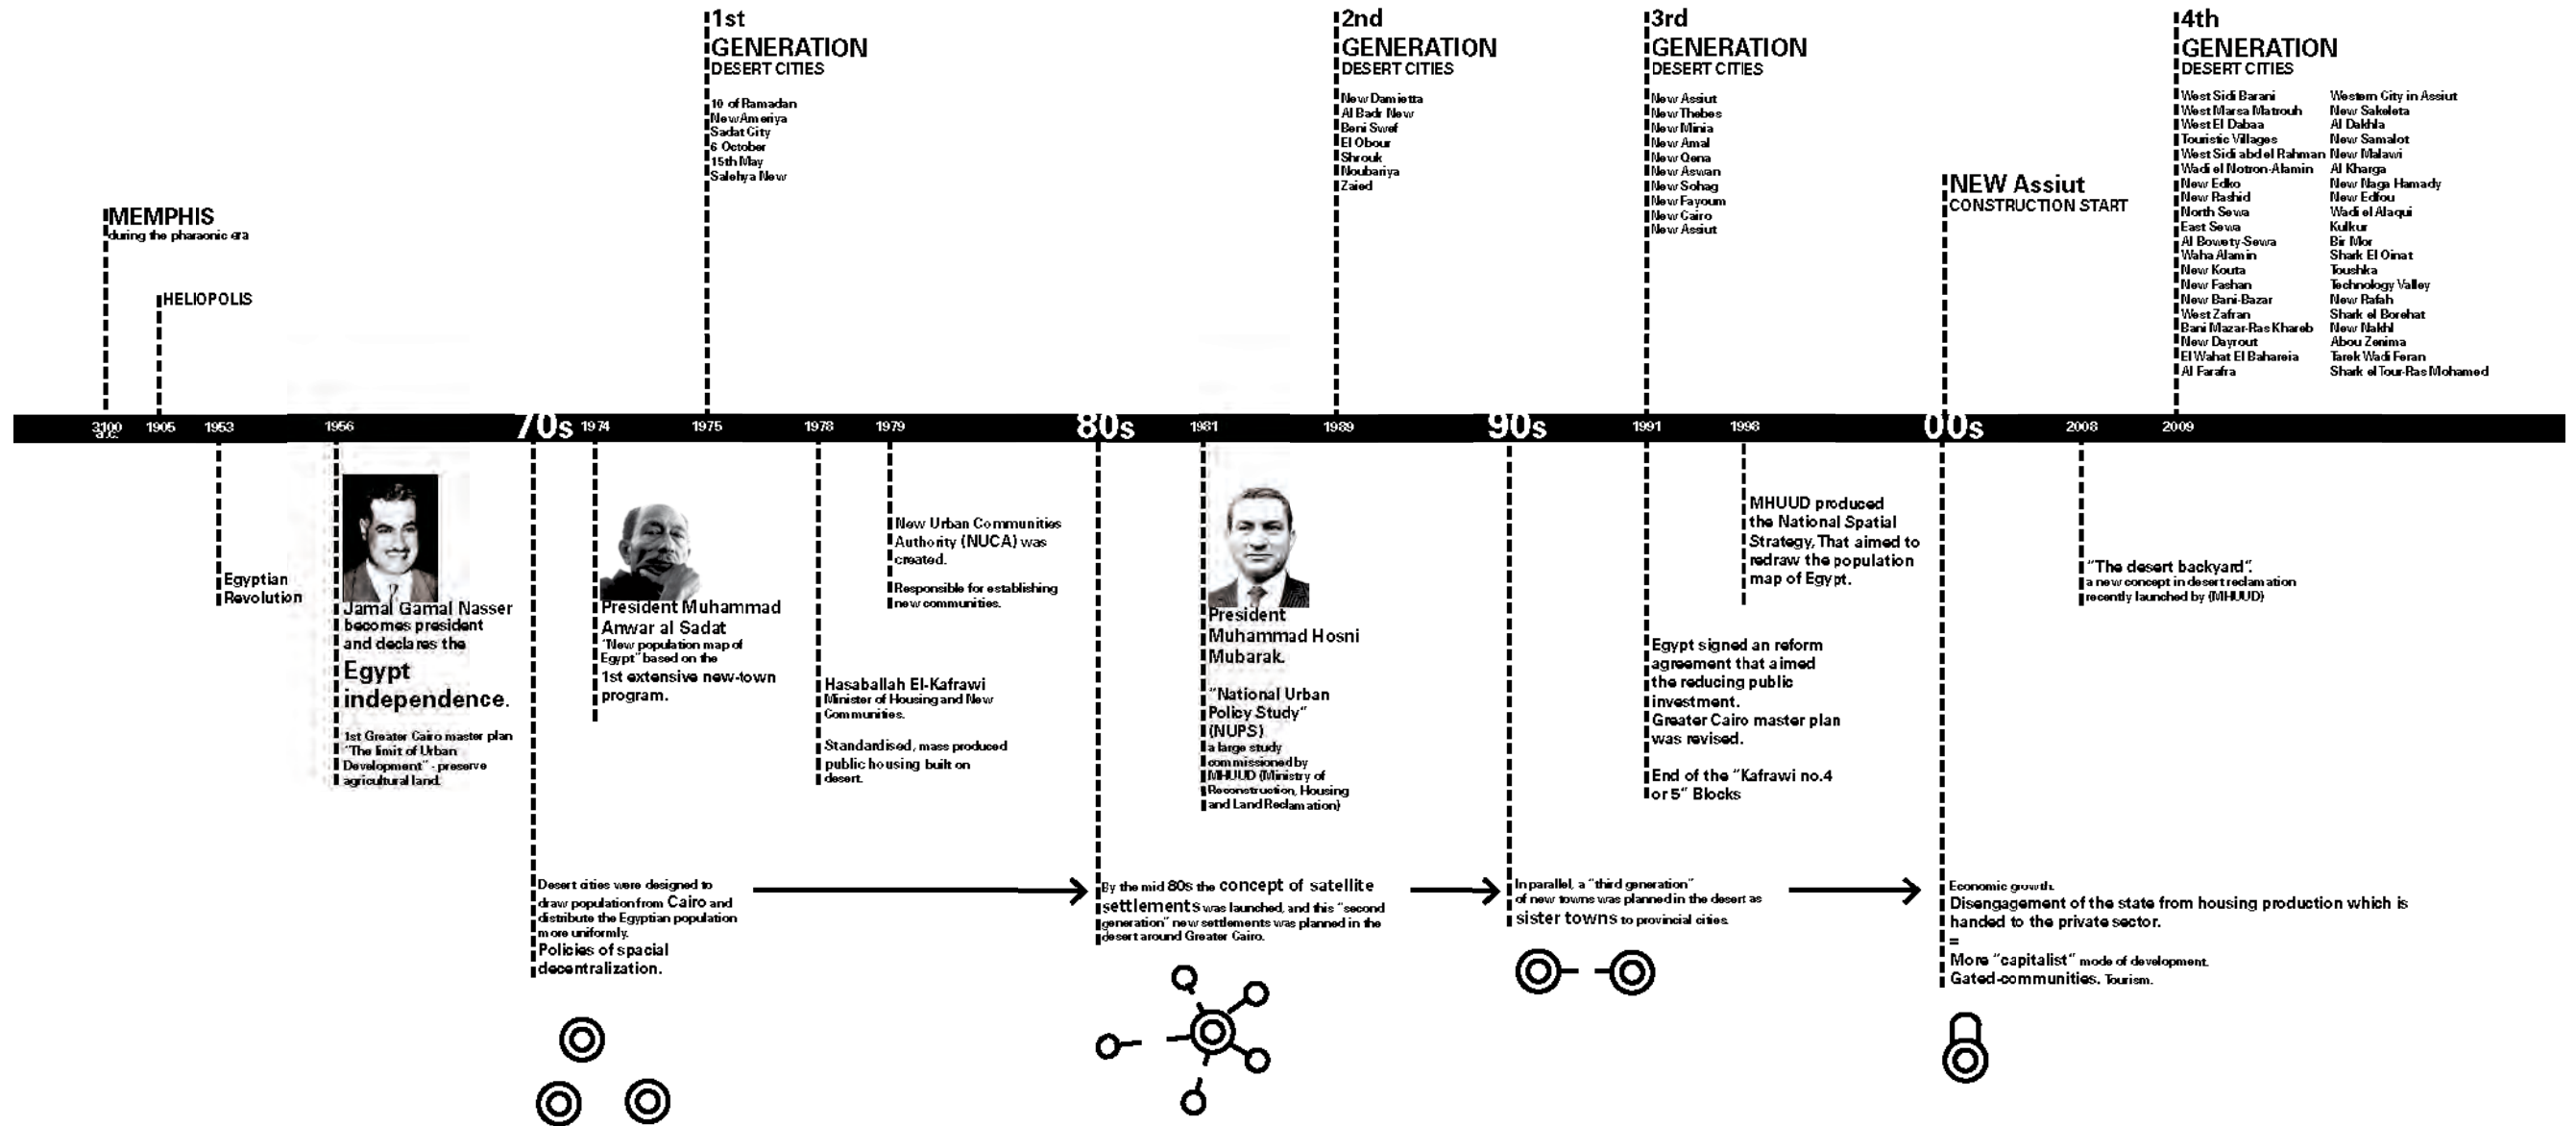 1st
GENERATION
DESERT CITIES
10 of Ramadan
New Ameriya
Sadat City
6 October
15th May
Salehya New
2nd
GENERATION
DESERT CITIES
New Damietta
Al Badr New
Beni Swef
El Obour
Shrouk
Noubariya
Zaied
3rd
GENERATION
DESERT CITIES
New Assiut
New Thebes
New Minia
New Amal
New Qena
New Aswan
New Sohag
New Fayoum
New Cairo
New Assiut
4th
GENERATION
DESERT CITIES
West Sidi Barani
West Marsa Matrouh
West El Dabaa
Touristic Villages
West Sidi abd el Rahman
Wadi el Notron-Alamin
New Edko
New Rashid
North Sewa
East Sewa
Al Bowety-Sewa
Waha Alamin
New Kouta
New Fashan
New Bani-Bazar
West Zafran
Bani Mazar-Ras Khareb
New Dayrout
El Wahat El Bahareia
Al Farafra
Western City in Assiut
New Sakeleta
Al Dakhla
New Samalot
New Malawi
Al Kharga
New Naga Hamady
New Edfou
Wadi el Alaqui
Kulkur
Bir Mor
Shark El Oinat
Toushka
Technology Valley
New Rafah
Shark el Borehat
New Nakhl
Abou Zenima
Tarek Wadi Feran
Shark el Tour-Ras Mohamed
NEW Assiut
CONSTRUCTION START
MEMPHIS
during the pharaonic era
HELIOPOLIS
3100
a.c.
1905
1953
1956
70s
1974
1975
1978
1979
80s
1981
1989
90s
1991
1998
00s
2008
2009
Egyptian
Revolution
Jamal Gamal Nasser
becomes president
and declares the
Egypt
independence.
1st Greater Cairo master plan
"The limit of Urban
Development" - preserve
agricultural land.
President Muhammad
Anwar al Sadat
"New population map of
Egypt" based on the
1st extensive new-town
program.
Hasaballah El-Kafrawi
Minister of Housing and New
Communities.
Standardised, mass produced
public housing built on
desert.
New Urban Communities
Authority (NUCA) was
created.
Responsible for establishing
new communities.
President
Muhammad Hosni
Mubarak.
"National Urban
Policy Study"
(NUPS)
a large study
commissioned by
MHUUD (Ministry of
Reconstruction, Housing
and Land Reclamation)
MHUUD produced
the National Spatial
Strategy. That aimed to
redraw the population
map of Egypt.
Egypt signed an reform
agreement that aimed
the reducing public
investment.
Greater Cairo master plan
was revised.
End of the "Kafrawi no.4
or 5" Blocks
"The desert backyard".
a new concept in desert reclamation
recently launched by (MHUUD)
Desert cities were designed to
draw population from Cairo and
distribute the Egyptian population
more uniformly.
Policies of spacial
decentralization.
By the mid 80s the concept of satellite
settlements was launched, and this "second
generation" new settlements was planned in the
desert around Greater Cairo.
In parallel, a "third generation"
of new towns was planned in the desert as
sister towns to provincial cities.
Economic growth.
Disengagement of the state from housing production which is
handed to the private sector.
=
More "capitalist" mode of development.
Gated-communities. Tourism.